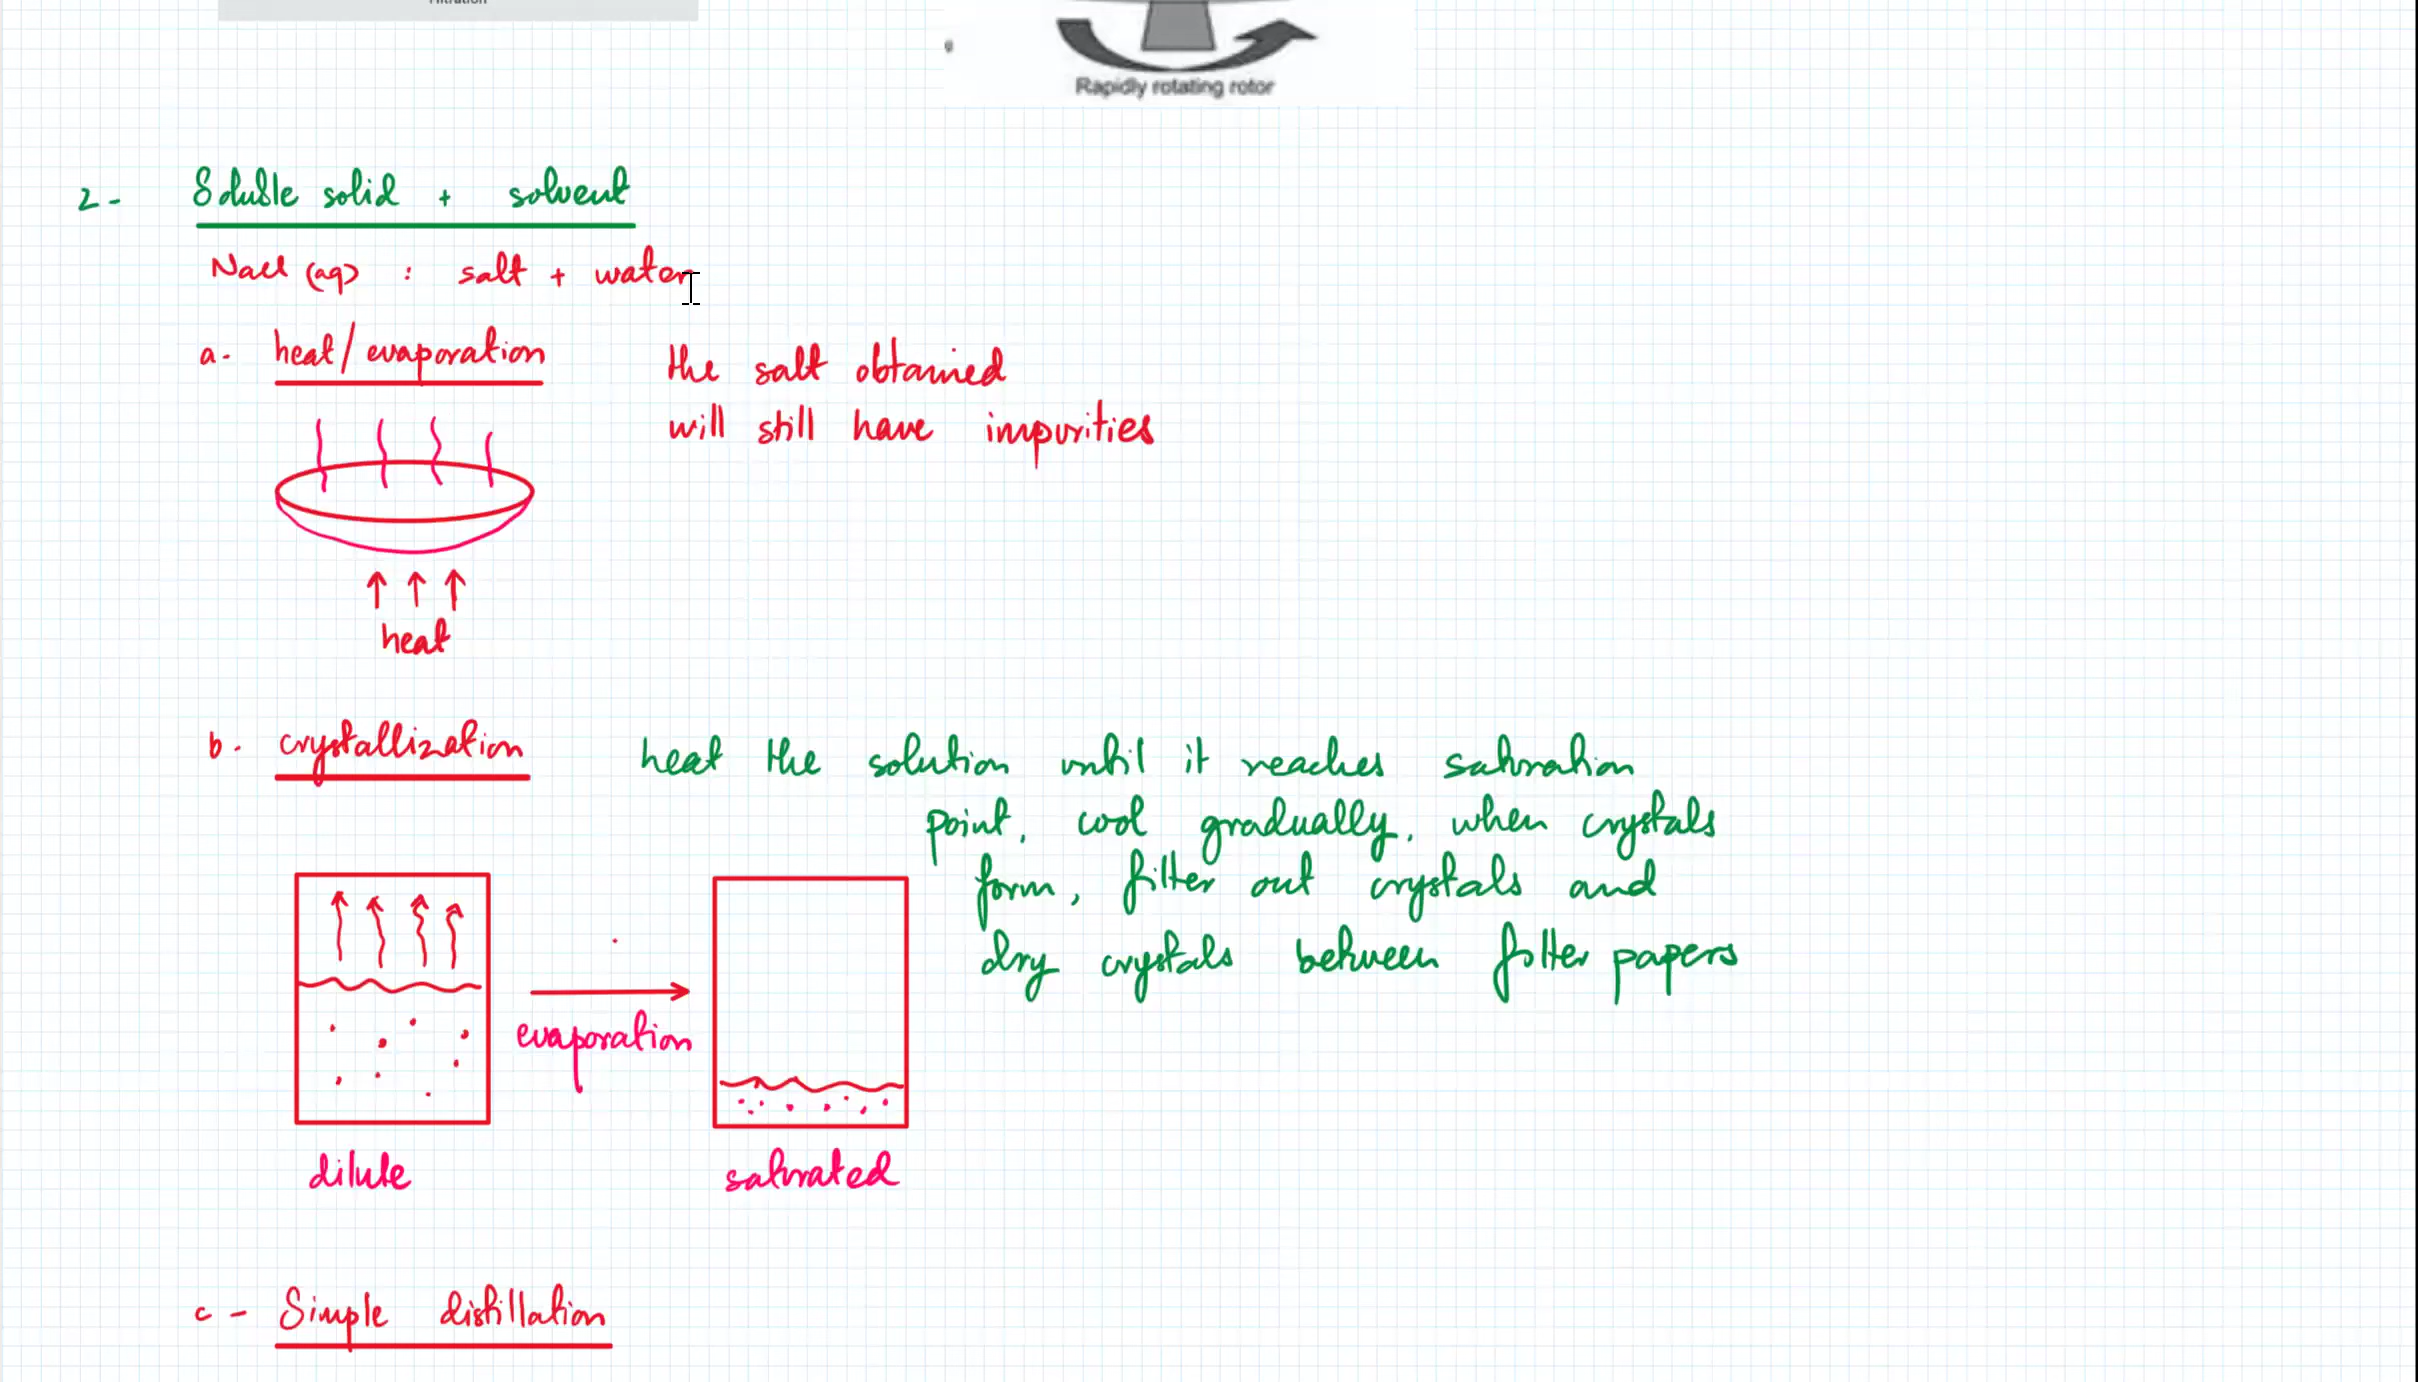 Filtration
Rapidly rotating rotor
2- Soluble solid + solvent
NaCl (aq) : salt + water
a. heat/evaporation
the salt obtained
will still have impurities
heat
b. crystallization
heat the solution until it reaches saturation
point, cool gradually, when crystals
form, filter out crystals and
dry crystals between filter papers
evaporation
dilute
saturated
c- Simple distillation